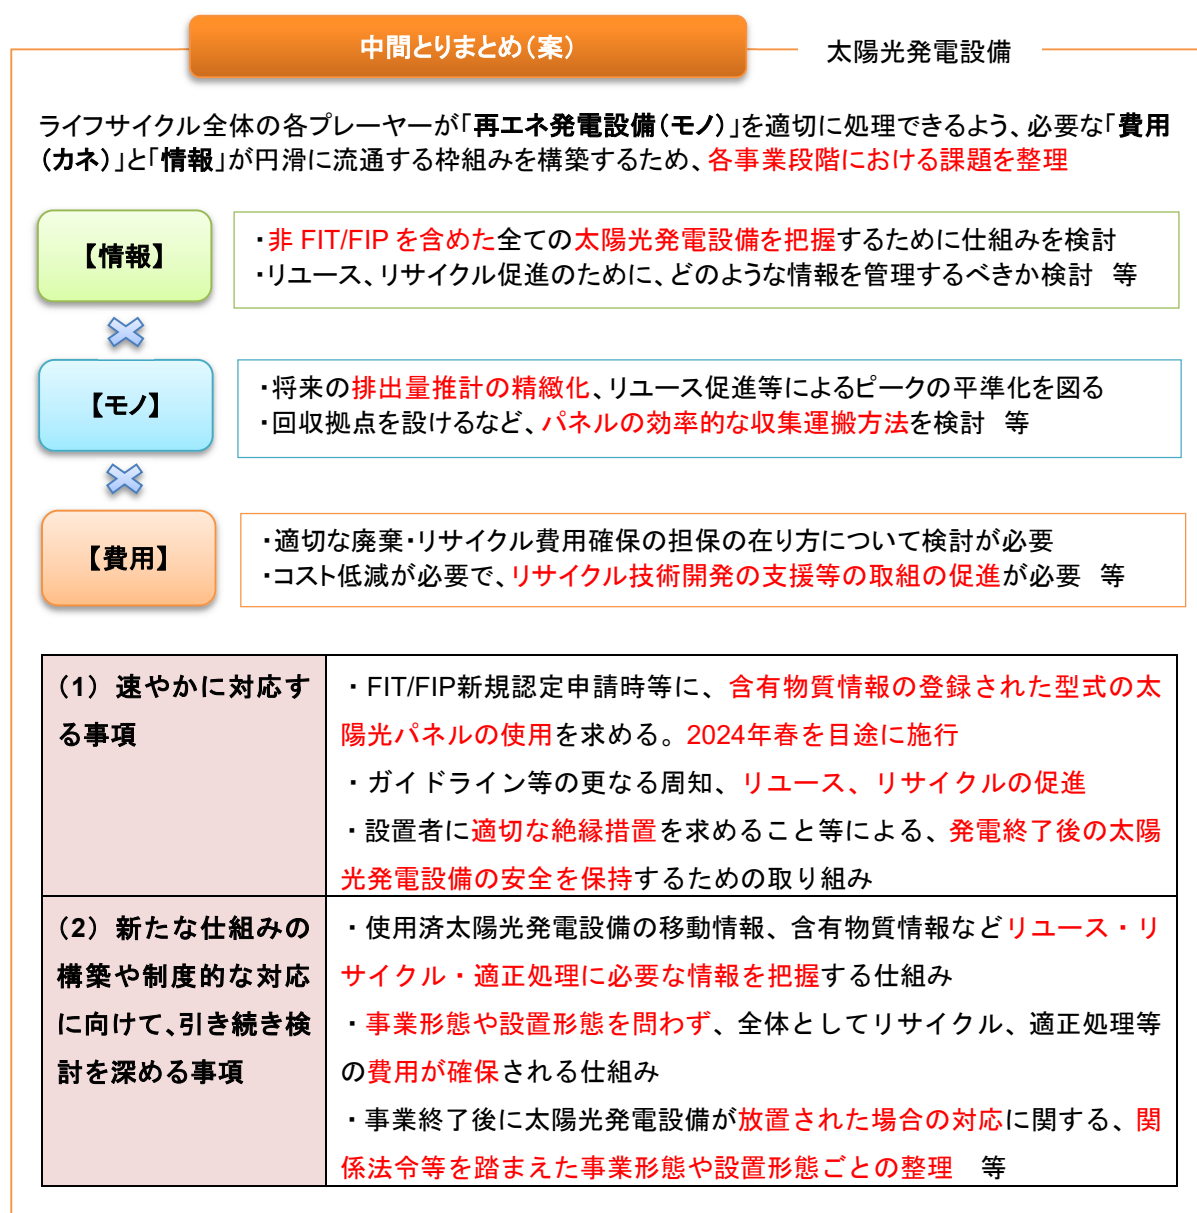 中間とりまとめ（案）
太陽光発電設備
ライフサイクル全体の各プレーヤーが「再エネ発電設備（モノ）」を適切に処理できるよう、必要な「費用
（カネ）」と「情報」が円滑に流通する枠組みを構築するため、各事業段階における課題を整理
【情報】
・非 FIT/FIP を含めた全ての太陽光発電設備を把握するために仕組みを検討
・リユース、リサイクル促進のために、どのような情報を管理するべきか検討　等
【モノ】
・将来の排出量推計の精緻化、リユース促進等によるピークの平準化を図る
・回収拠点を設けるなど、パネルの効率的な収集運搬方法を検討　等
【費用】
・適切な廃棄・リサイクル費用確保の担保の在り方について検討が必要
・コスト低減が必要で、リサイクル技術開発の支援等の取組の促進が必要　等
（1）速やかに対応す
る事項
・FIT/FIP新規認定申請時等に、含有物質情報の登録された型式の太
陽光パネルの使用を求める。2024年春を目途に施行
・ガイドライン等の更なる周知、リユース、リサイクルの促進
・設置者に適切な絶縁措置を求めること等による、発電終了後の太陽
光発電設備の安全を保持するための取り組み
（2）新たな仕組みの
構築や制度的な対応
に向けて、引き続き検
討を深める事項
・使用済太陽光発電設備の移動情報、含有物質情報などリユース・リ
サイクル・適正処理に必要な情報を把握する仕組み
・事業形態や設置形態を問わず、全体としてリサイクル、適正処理等
の費用が確保される仕組み
・事業終了後に太陽光発電設備が放置された場合の対応に関する、関
係法令等を踏まえた事業形態や設置形態ごとの整理　等